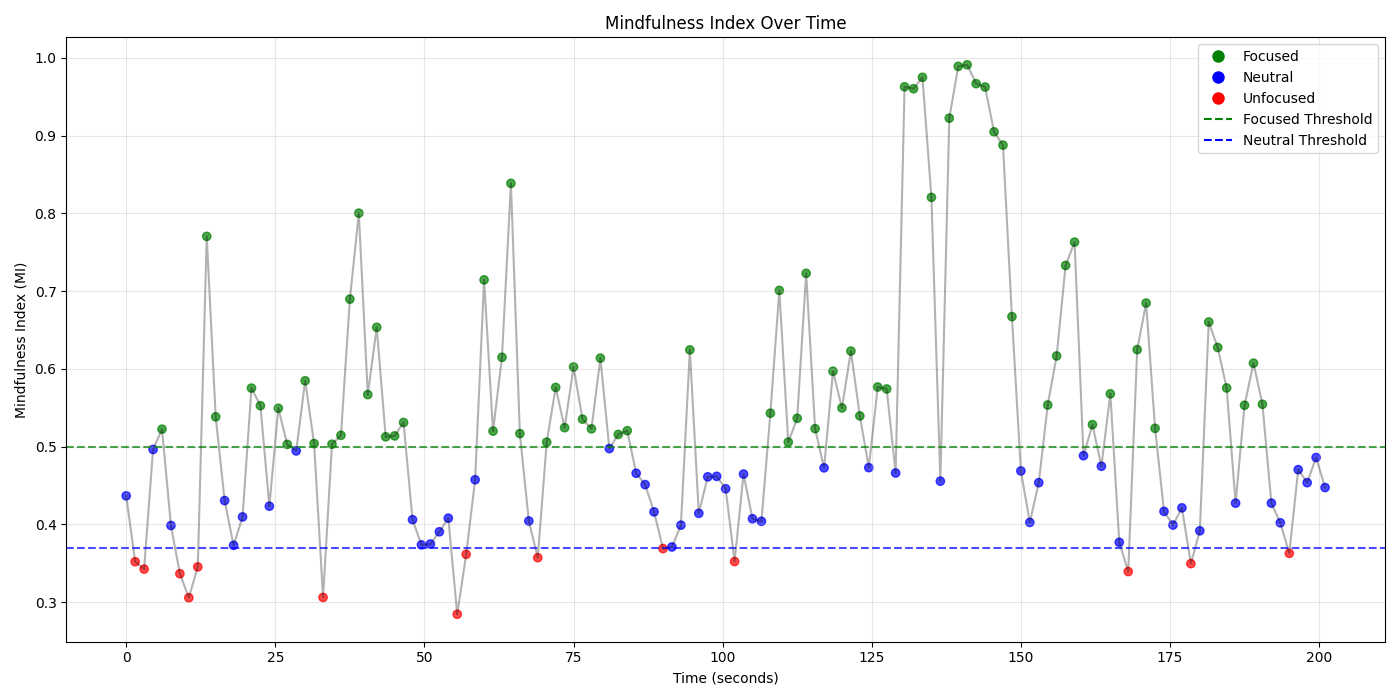 Mindfulness Index Over Time
Focused
Neutral
Unfocused
Focused Threshold
Neutral Threshold
Mindfulness Index (MI)
1.0
0.9
0.8
0.7
0.6
0.5
0.4
0.3
0 25 50 75 100 125 150 175 200
Time (seconds)